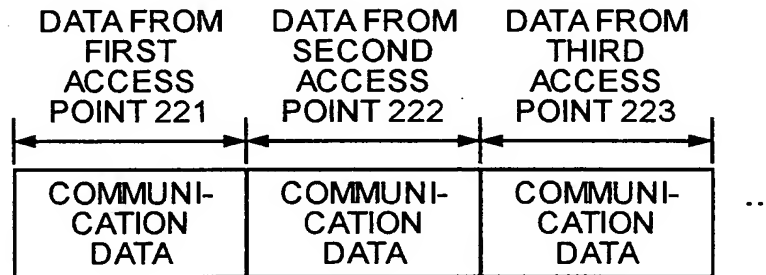 DATA FROM
FIRST
ACCESS
POINT 221
DATA FROM
SECOND
ACCESS
POINT 222
DATA FROM
THIRD
ACCESS
POINT 223
COMMUNI-
CATION
DATA
COMMUNI-
CATION
DATA
COMMUNI-
CATION
DATA
..